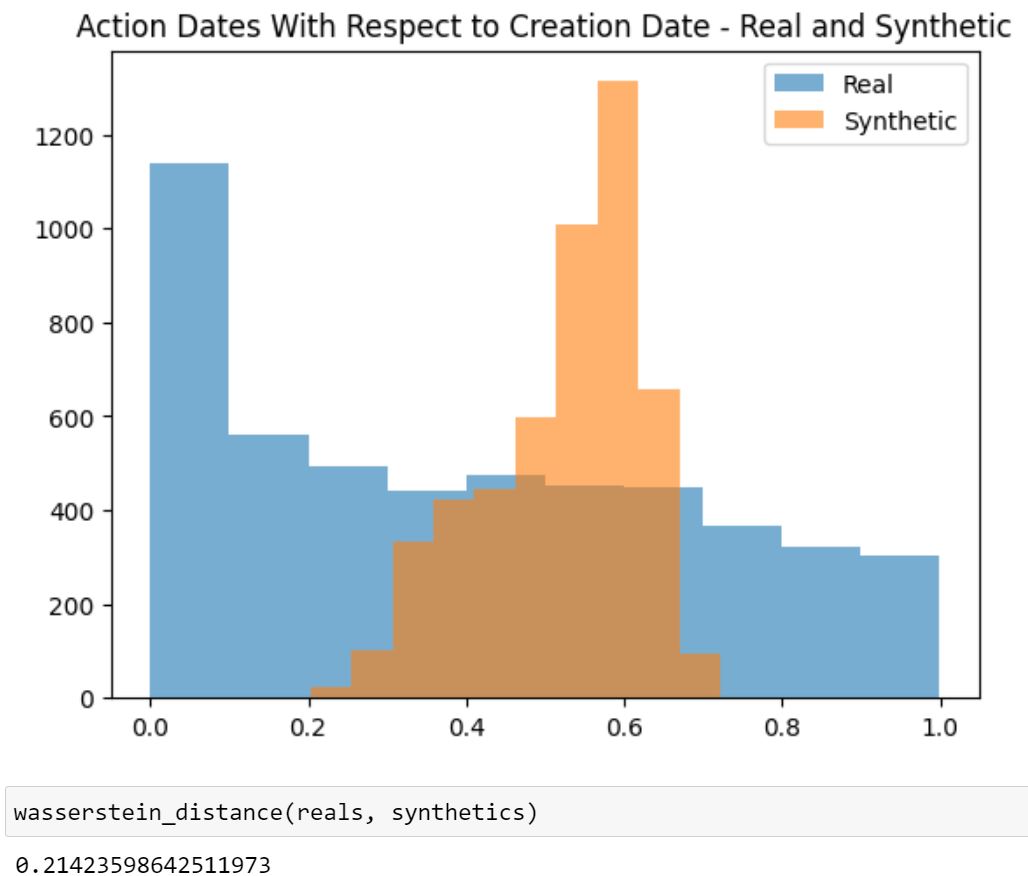 Action Dates With Respect to Creation Date - Real and Synthetic
Real
Synthetic
1200
1000
800
600
400
200
0
0.0 0.2 0.4 0.6 0.8 1.0
wasserstein_distance(reals, synthetics)
0.21423598642511973